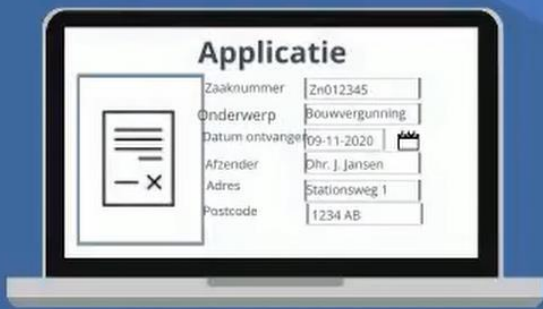 Applicatie
Zaaknummer Zn012345
Onderwerp Bouwvergunning
Datum ontvangen 09-11-2020
Afzender Dhr. J. Jansen
Adres Stationsweg 1
Postcode 1234 AB